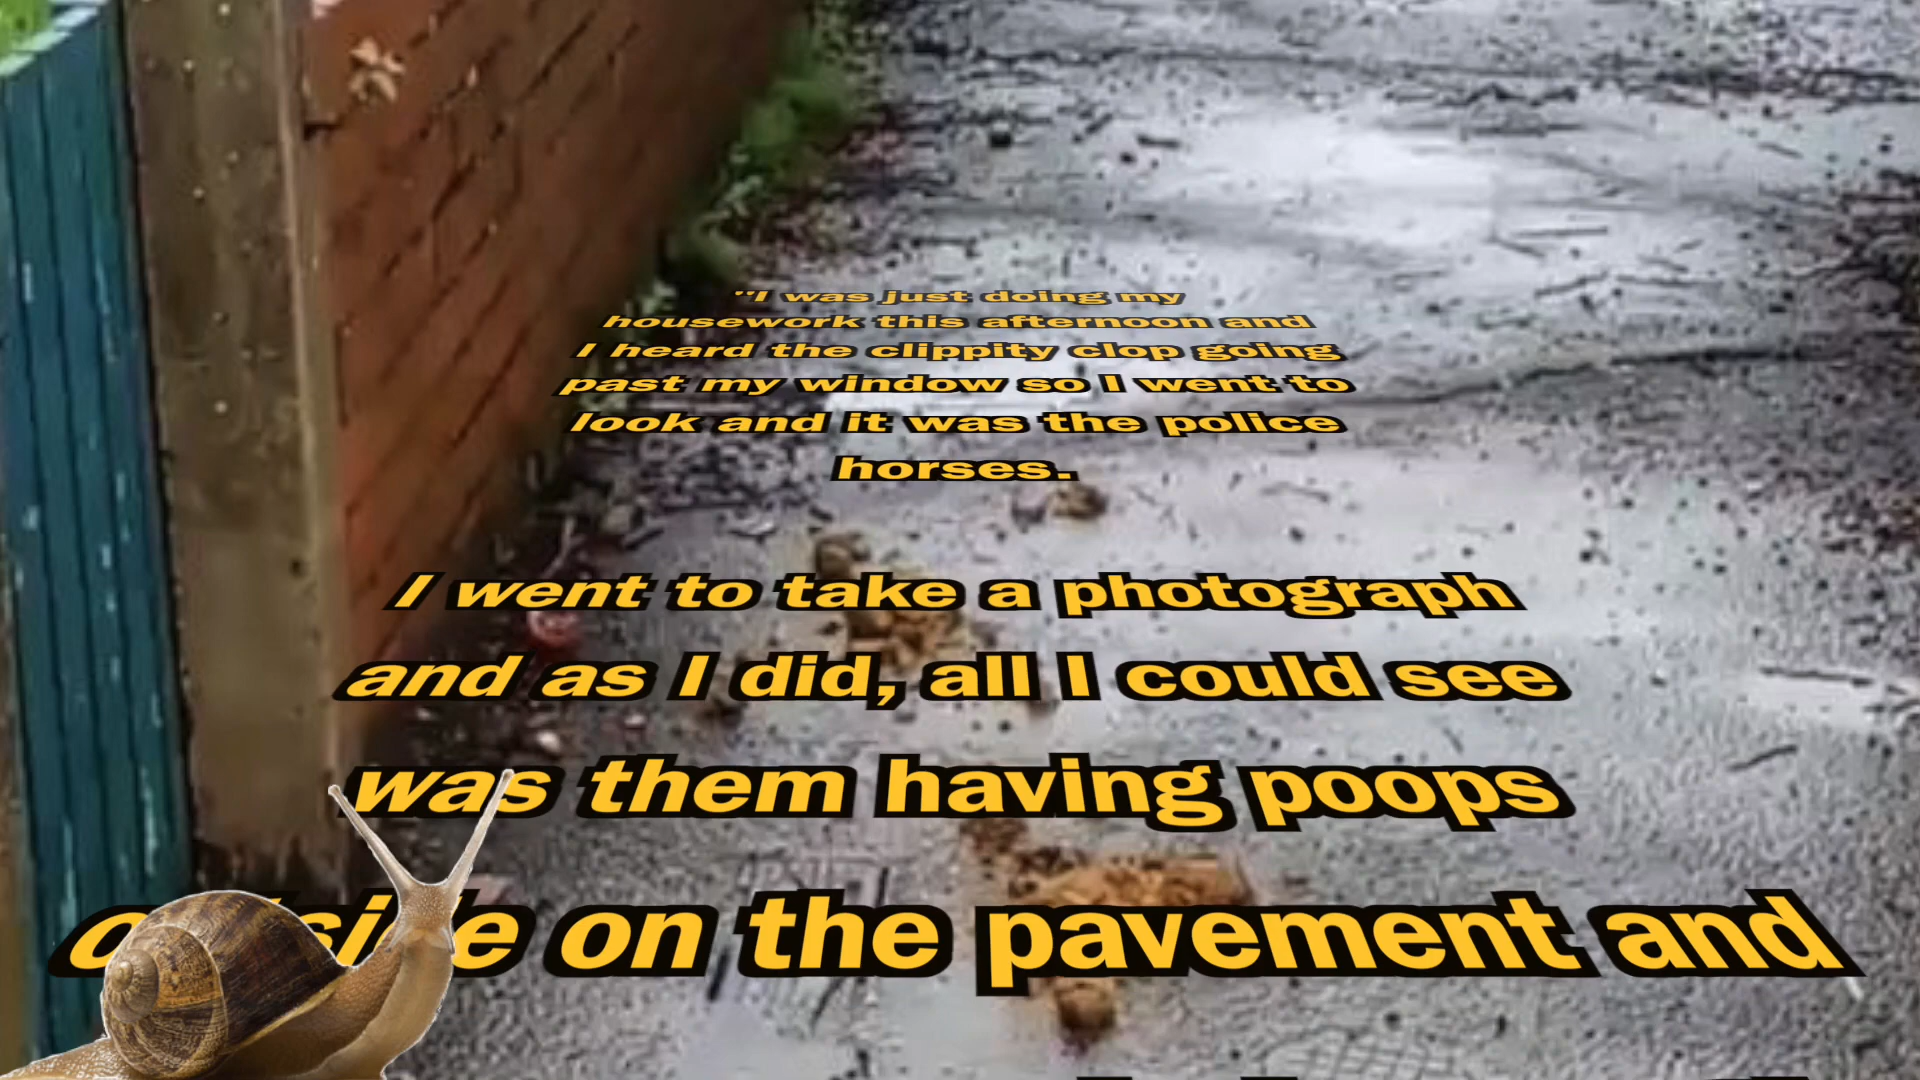 "I was just doing my
housework this afternoon and
I heard the clippity clop going
past my window so I went to
look and it was the police
horses.
I went to take a photograph
and as I did, all I could see
was them having poops
outside on the pavement and